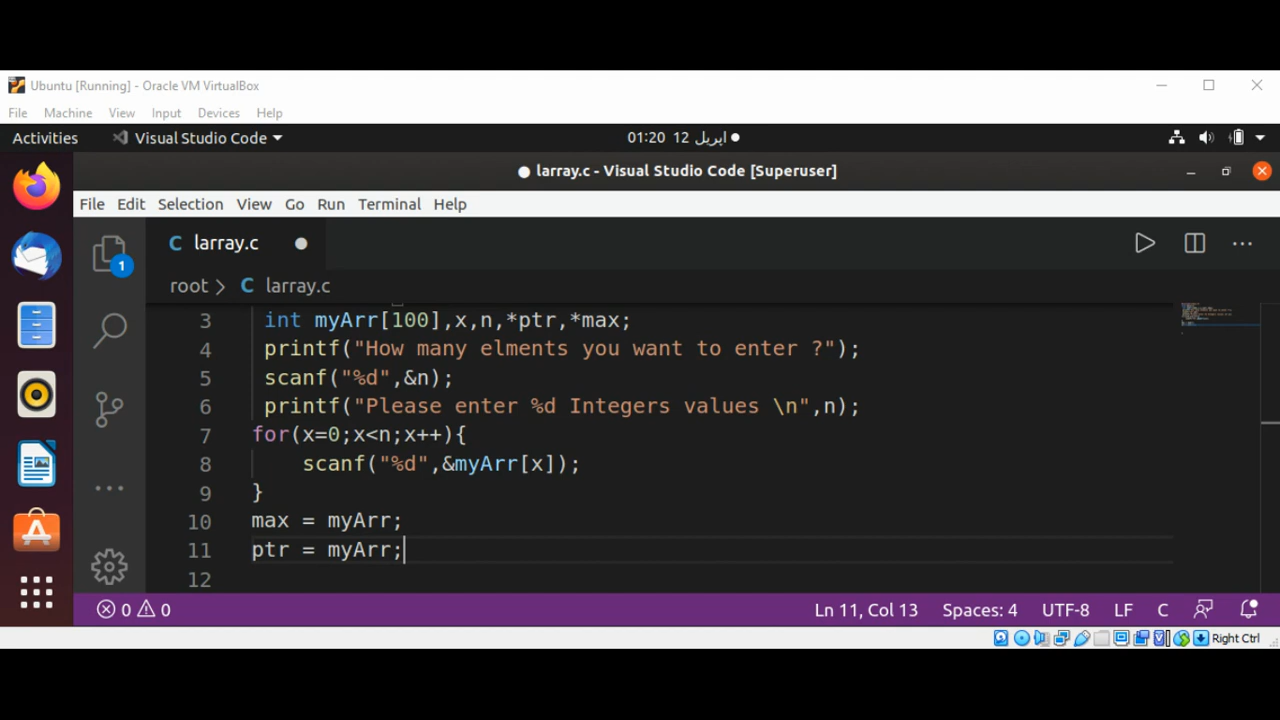 Ubuntu [Running] - Oracle VM VirtualBox
File Machine View Input Devices Help
Activities Visual Studio Code 01:20 12 اپریل
larray.c - Visual Studio Code [Superuser]
File Edit Selection View Go Run Terminal Help
1
C larray.c
root > C larray.c
3 int myArr[100],x,n,*ptr,*max;
4 printf("How many elments you want to enter ?");
5 scanf("%d",&n);
6 printf("Please enter %d Integers values \n",n);
7 for(x=0;x<n;x++){
8 scanf("%d",&myArr[x]);
9 }
10 max = myArr;
11 ptr = myArr;
12
0 0 Ln 11, Col 13 Spaces: 4 UTF-8 LF C
Right Ctrl